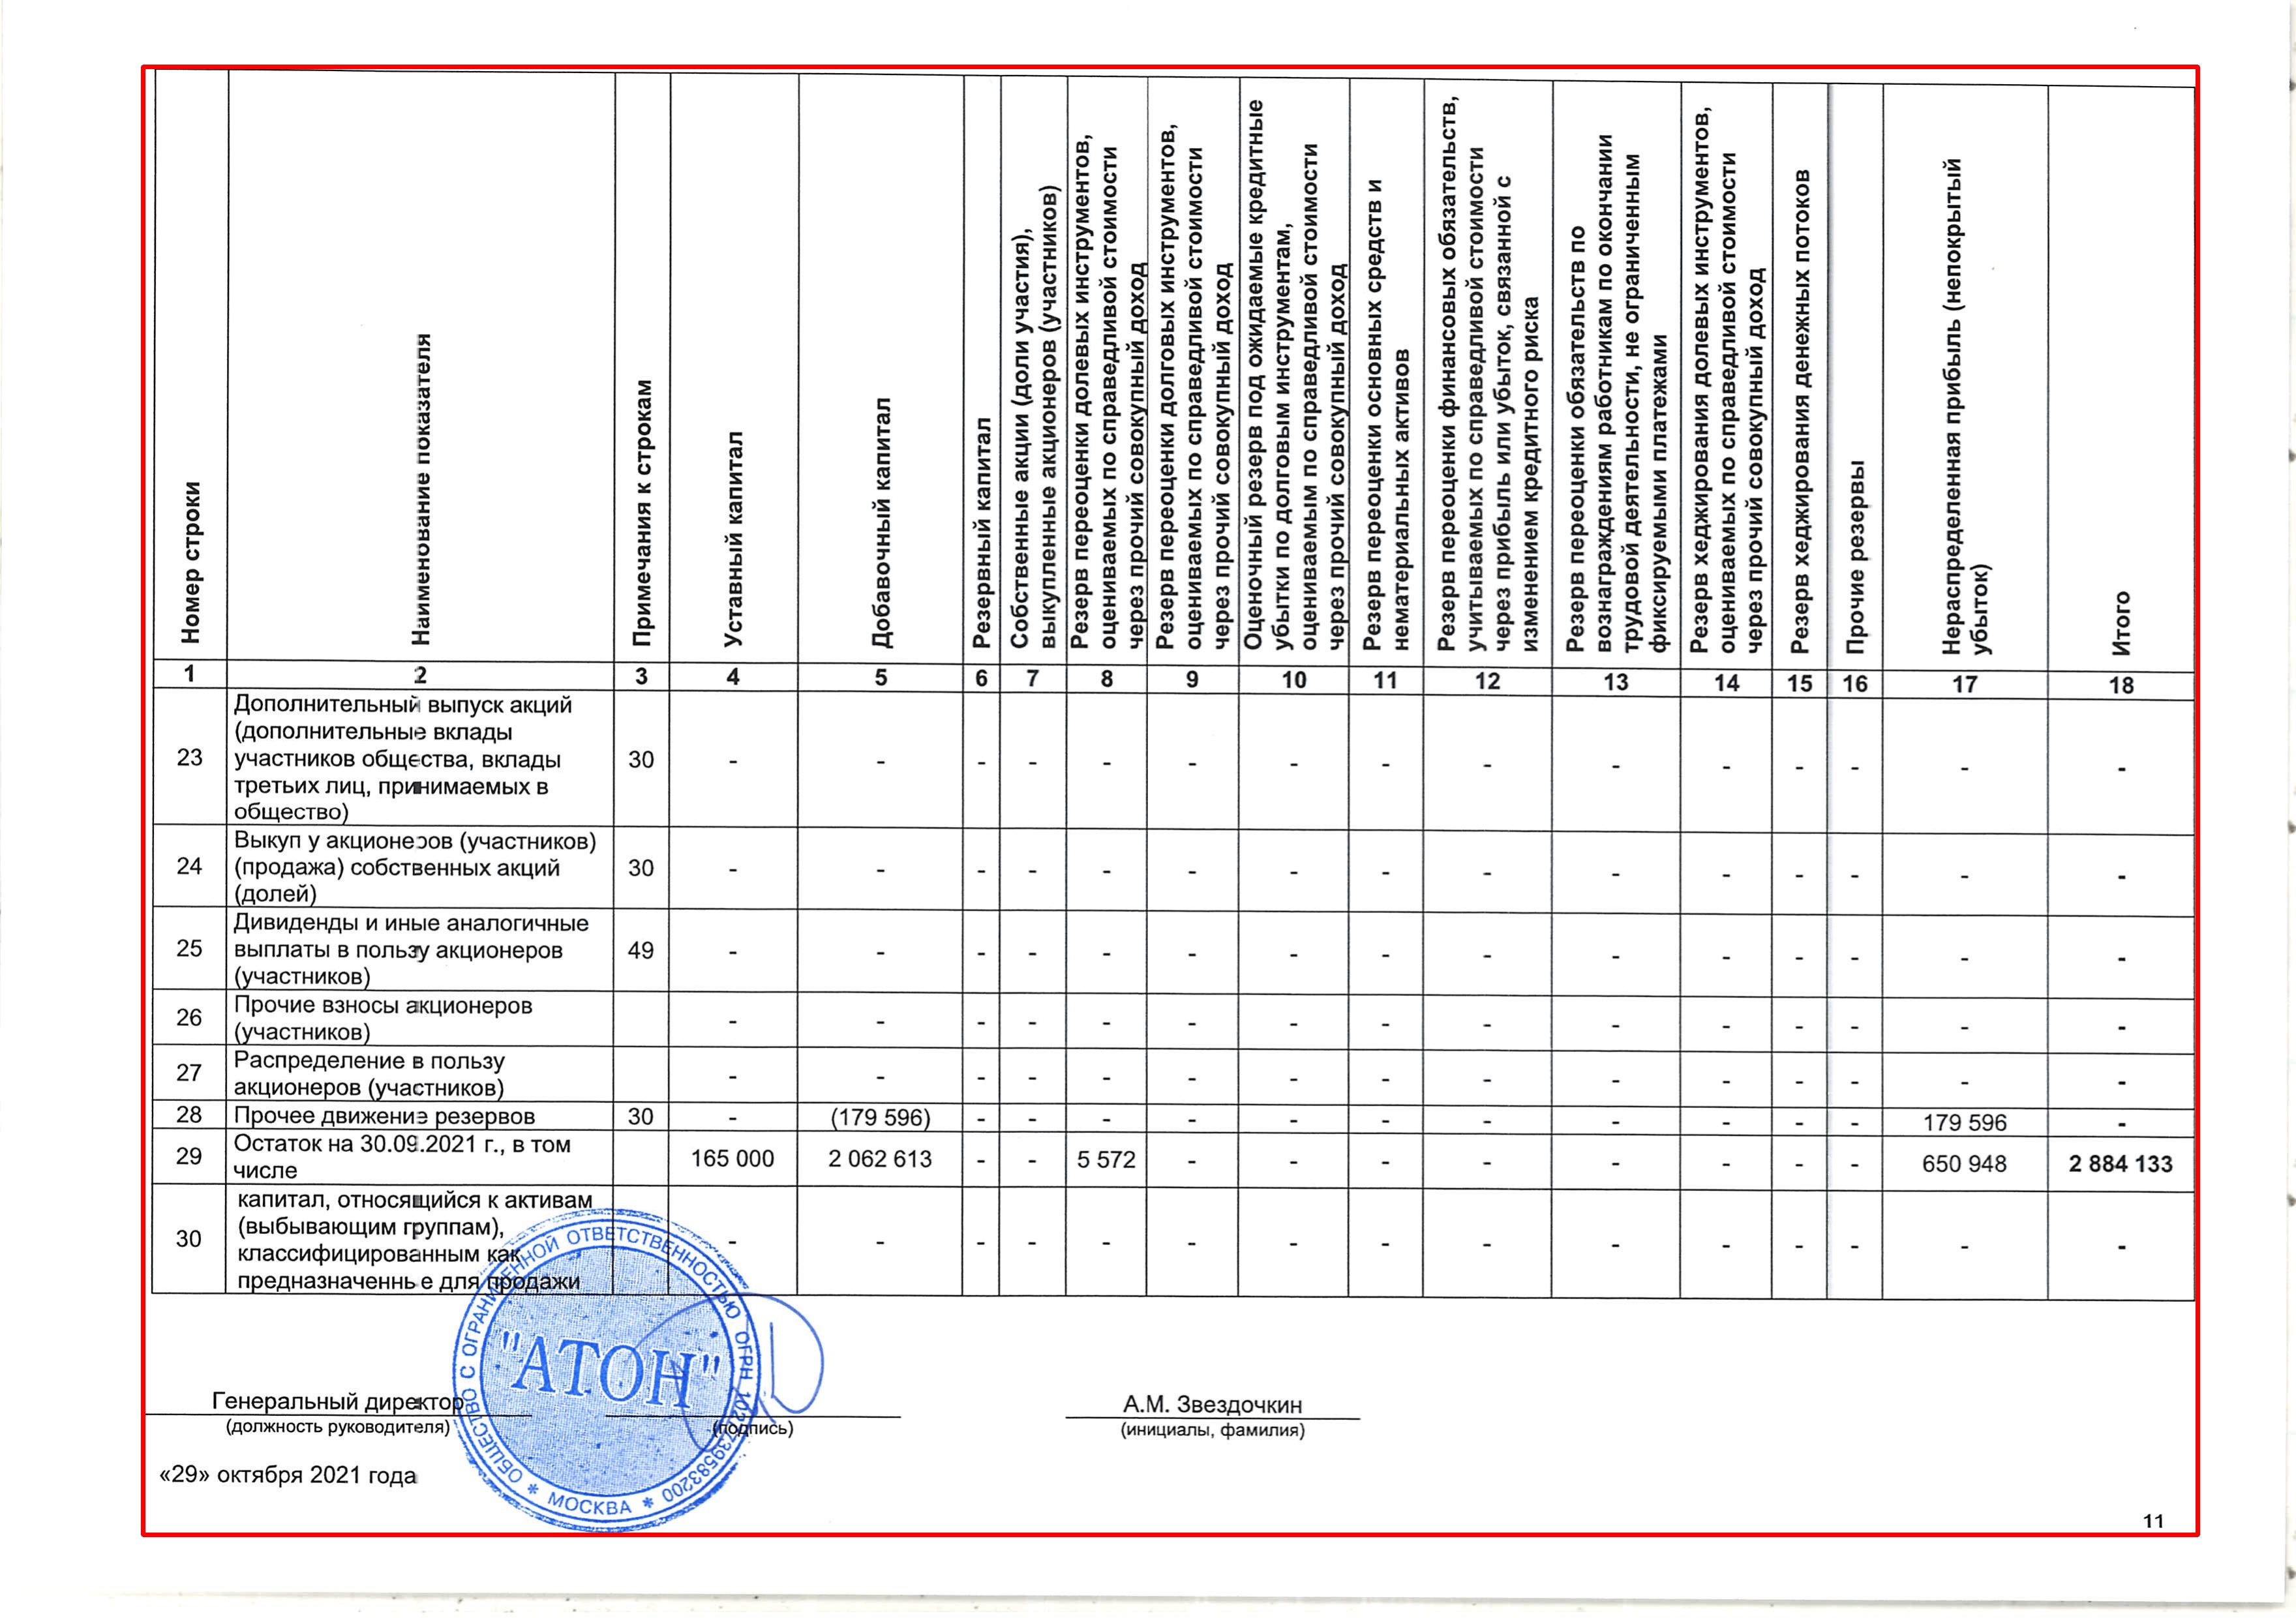 Номер строки
Наименование показателя
Примечания к строкам
Уставный капитал
Добавочный капитал
Резервный капитал
Собственные акции (доли участия),
выкупленные акционеров (участников)
Резерв переоценки долевых инструментов,
оцениваемых по справедливой стоимости
через прочий совокупный доход
Резерв переоценки долговых инструментов,
оцениваемых по справедливой стоимости
через прочий совокупный доход
Оценочный резерв под ожидаемые кредитные
убытки по долговым инструментам,
оцениваемым по справедливой стоимости
через прочий совокупный доход
Резерв переоценки основных средств и
нематериальных активов
Резерв переоценки финансовых обязательств,
учитываемых по справедливой стоимости
через прибыль или убыток, связанной с
изменением кредитного риска
Резерв переоценки обязательств по
вознаграждениям работникам по окончании
трудовой деятельности, не ограниченным
фиксируемыми платежами
Резерв хеджирования долевых инструментов,
оцениваемых по справедливой стоимости
через прочий совокупный доход
Резерв хеджирования денежных потоков
Прочие резервы
Нераспределенная прибыль (непокрытый
убыток)
Итого
1 2 3 4 5 6 7 8 9 10 11 12 13 14 15 16 17 18
23 Дополнительный выпуск акций
(дополнительные вклады
участников общества, вклады
третьих лиц, принимаемых в
общество) 30 - - - - - - - - - - - - - - -
24 Выкуп у акционеров (участников)
(продажа) собственных акций
(долей) 30 - - - - - - - - - - - - - - -
25 Дивиденды и иные аналогичные
выплаты в пользу акционеров
(участников) 49 - - - - - - - - - - - - - - -
26 Прочие взносы акционеров
(участников) - - - - - - - - - - - - - - -
27 Распределение в пользу
акционеров (участников) - - - - - - - - - - - - - - -
28 Прочее движение резервов 30 - (179 596) - - - - - - - - - - - 179 596 -
29 Остаток на 30.09.2021 г., в том
числе 165 000 2 062 613 - - 5 572 - - - - - - - - 650 948 2 884 133
30 капитал, относящийся к активам
(выбывающим группам),
классифицированным как
предназначенные для продажи - - - - - - - - - - - - - - -
ОБЩЕСТВО С ОГРАНИЧЕННОЙ ОТВЕТСТВЕННОСТЬЮ ОГРН 1027739583200
"АТОН"
* МОСКВА *
Генеральный директор А.М. Звездочкин
(должность руководителя) (подпись) (инициалы, фамилия)
«29» октября 2021 года
11